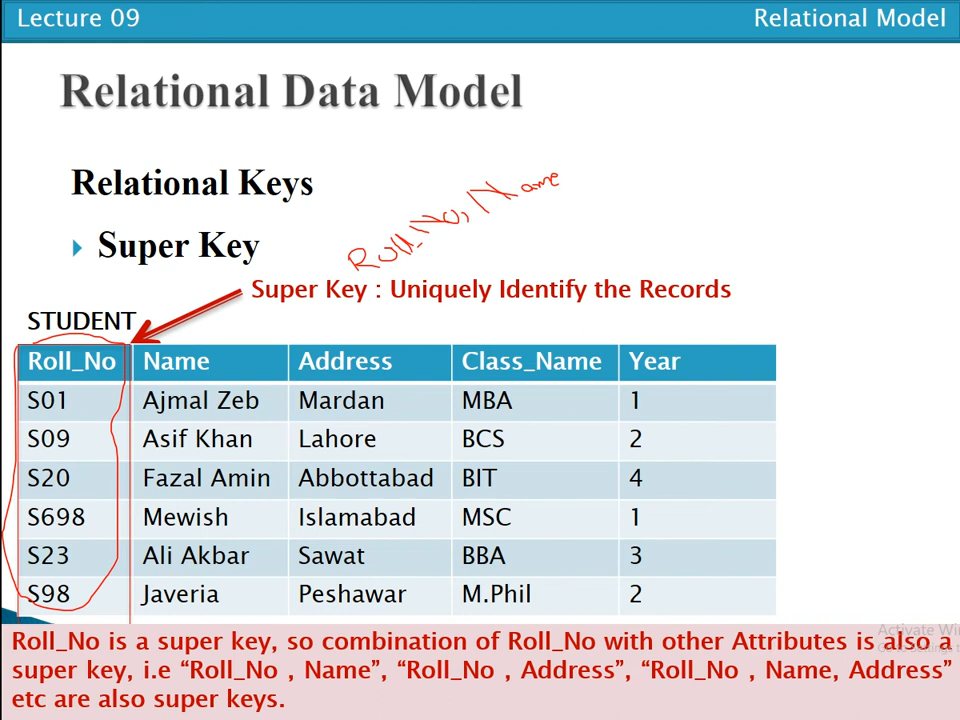 Lecture 09 Relational Model
Relational Data Model
Relational Keys
Roll_No, Name
Super Key
Super Key : Uniquely Identify the Records
STUDENT
Roll_No Name Address Class_Name Year
S01 Ajmal Zeb Mardan MBA 1
S09 Asif Khan Lahore BCS 2
S20 Fazal Amin Abbottabad BIT 4
S698 Mewish Islamabad MSC 1
S23 Ali Akbar Sawat BBA 3
S98 Javeria Peshawar M.Phil 2
Roll_No is a super key, so combination of Roll_No with other Attributes is also a
super key, i.e “Roll_No , Name”, “Roll_No , Address”, “Roll_No , Name, Address”
etc are also super keys.
Activate Win